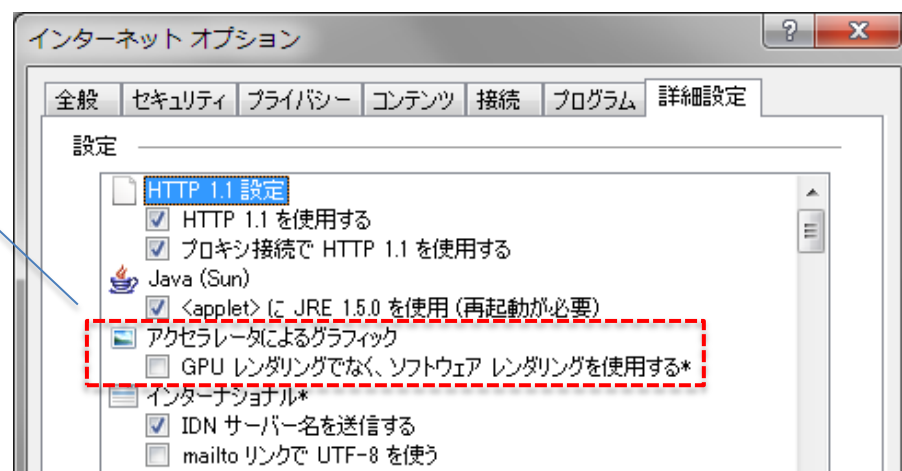 インターネット オプション
全般 セキュリティ プライバシー コンテンツ 接続 プログラム 詳細設定
設定
HTTP 1.1 設定
HTTP 1.1 を使用する
プロキシ接続で HTTP 1.1 を使用する
Java (Sun)
<applet> に JRE 1.5.0 を使用 (再起動が必要)
アクセラレータによるグラフィック
GPU レンダリングでなく、ソフトウェア レンダリングを使用する*
インターナショナル*
IDN サーバー名を送信する
mailto リンクで UTF-8 を使う